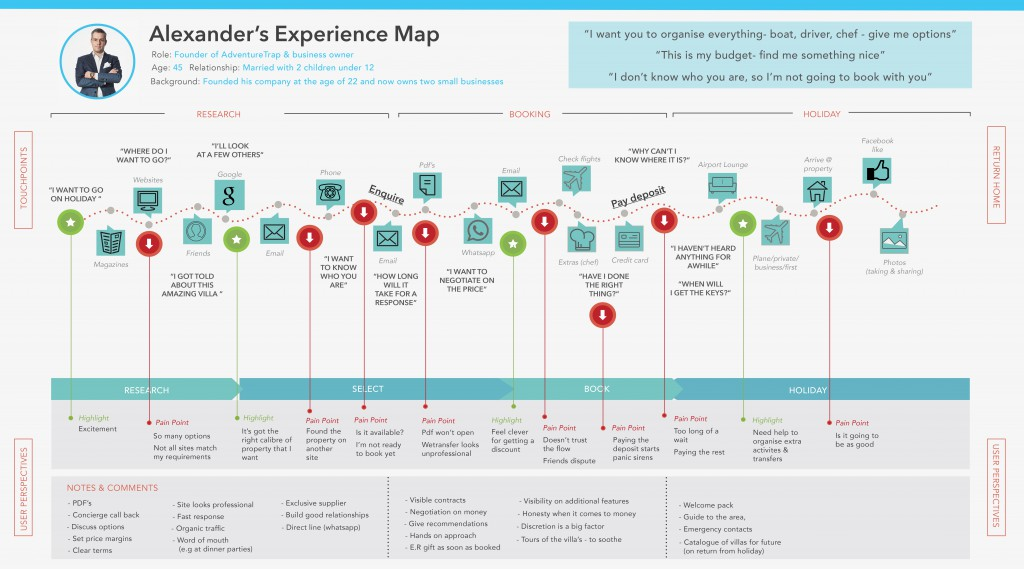 Alexander's Experience Map
Role: Founder of AdventureTrap & business owner
Age: 45   Relationship: Married with 2 children under 12
Background: Founded his company at the age of 22 and now owns two small businesses
"I want you to organise everything- boat, driver, chef - give me options"
"This is my budget- find me something nice"
"I don't know who you are, so I'm not going to book with you"
RESEARCH
BOOKING
HOLIDAY
TOUCHPOINTS
RETURN HOME
"I WANT TO GO
ON HOLIDAY "
Magazines
"WHERE DO I
WANT TO GO?"
Websites
"I GOT TOLD
ABOUT THIS
AMAZING VILLA "
Friends
"I'LL LOOK
AT A FEW OTHERS"
Google
g
Email
Phone
"I WANT
TO KNOW
WHO YOU
ARE"
Enquire
Email
"HOW LONG
WILL IT
TAKE FOR A
RESPONSE"
Pdf's
"I WANT TO
NEGOTIATE ON
THE PRICE"
Whatsapp
Email
Check flights
Extras (chef)
"HAVE I DONE
THE RIGHT
THING?"
Pay deposit
Credit card
"WHY CAN'T I
KNOW WHERE IT IS?"
"I HAVEN'T HEARD
ANYTHING FOR
AWHILE"
"WHEN WILL
I GET THE KEYS?"
Airport Lounge
Plane/private/
business/first
Arrive @
property
Facebook
like
Photos
(taking & sharing)
RESEARCH
SELECT
BOOK
HOLIDAY
USER PERSPECTIVES
USER PERSPECTIVES
Highlight
Excitement
Pain Point
So many options
Not all sites match
my requirements
Highlight
It's got the
right calibre of
property that I
want
Pain Point
Found the
property on
another
site
Pain Point
Is it available?
I'm not ready
to book yet
Pain Point
Pdf won't open
Wetransfer looks
unprofessional
Highlight
Feel clever
for getting a
discount
Pain Point
Doesn't trust
the flow
Friends dispute
Pain Point
Paying the
deposit starts
panic sirens
Pain Point
Too long of a
wait
Paying the rest
Highlight
Need help to
organise extra
activites &
transfers
Pain Point
Is it going to
be as good
NOTES & COMMENTS
- PDF's
- Concierge call back
- Discuss options
- Set price margins
- Clear terms
- Site looks professional
- Fast response
- Organic traffic
- Word of mouth
(e.g at dinner parties)
- Exclusive supplier
- Build good relationships
- Direct line (whatsapp)
- Visible contracts
- Negotiation on money
- Give recommendations
- Hands on approach
- E.R gift as soon as booked
- Visibility on additional features
- Honesty when it comes to money
- Discretion is a big factor
- Tours of the villa's - to soothe
- Welcome pack
- Guide to the area,
- Emergency contacts
- Catalogue of villas for future
(on return from holiday)